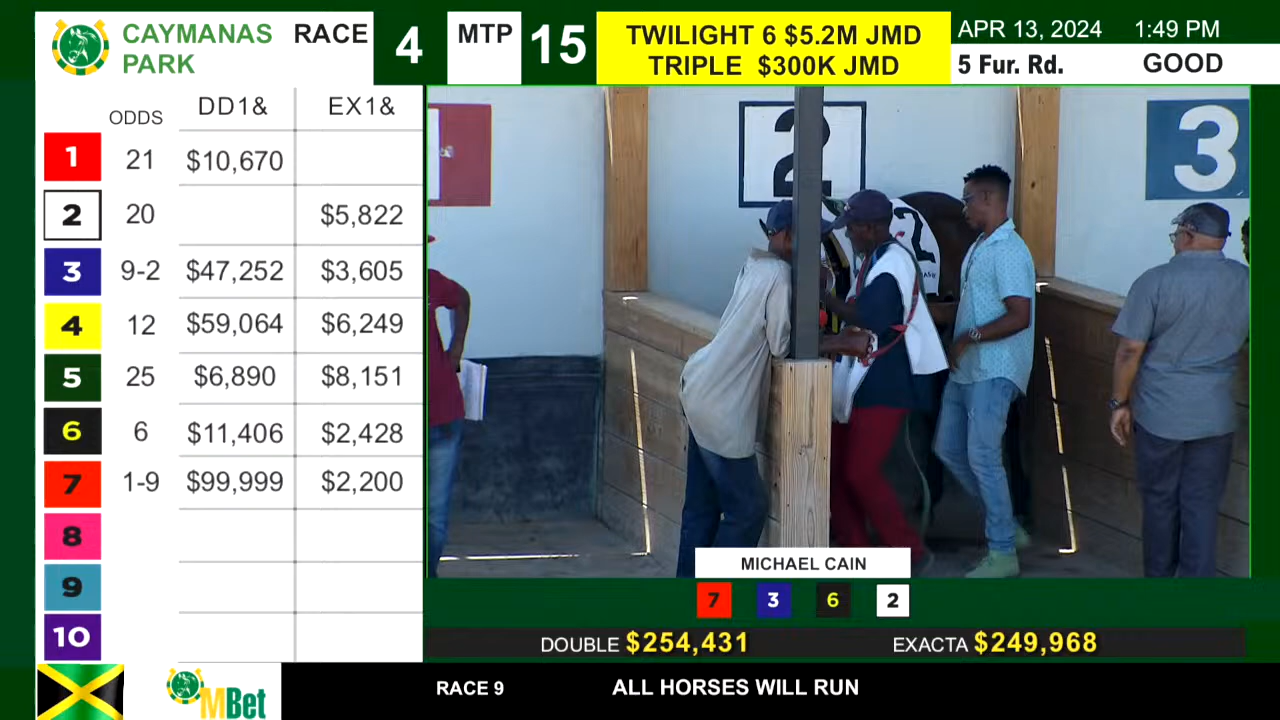 CAYMANAS PARK
RACE 4
MTP 15
TWILIGHT 6 $5.2M JMD
TRIPLE $300K JMD
APR 13, 2024 1:49 PM
5 Fur. Rd. GOOD
ODDS DD1& EX1&
1 21 $10,670
2 20 $5,822
3 9-2 $47,252 $3,605
4 12 $59,064 $6,249
5 25 $6,890 $8,151
6 6 $11,406 $2,428
7 1-9 $99,999 $2,200
8
9
10
2
3
2
MICHAEL CAIN
7 3 6 2
DOUBLE $254,431 EXACTA $249,968
MBet
RACE 9 ALL HORSES WILL RUN